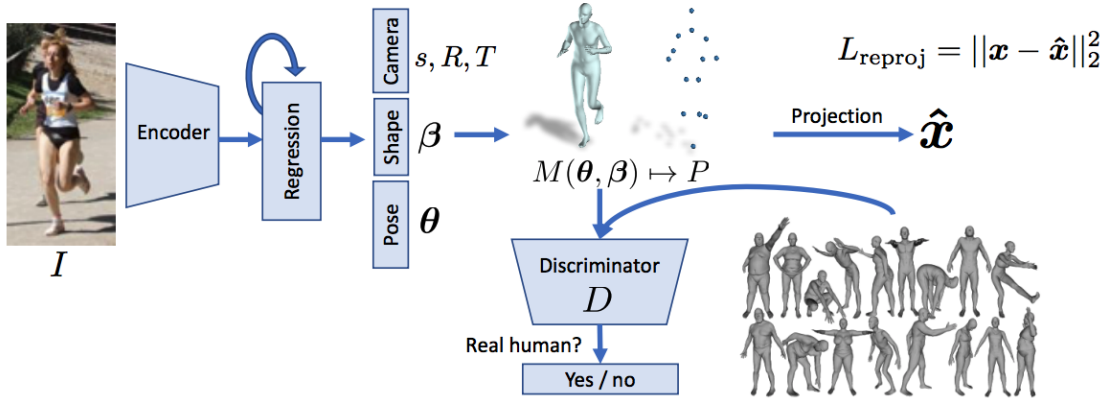 I
Encoder
Regression
Camera
s, R, T
Shape
β
Pose
θ
M(θ, β) ↦ P
L_reproj = ||x − x̂||₂²
Projection
x̂
Discriminator
D
Real human?
Yes / no